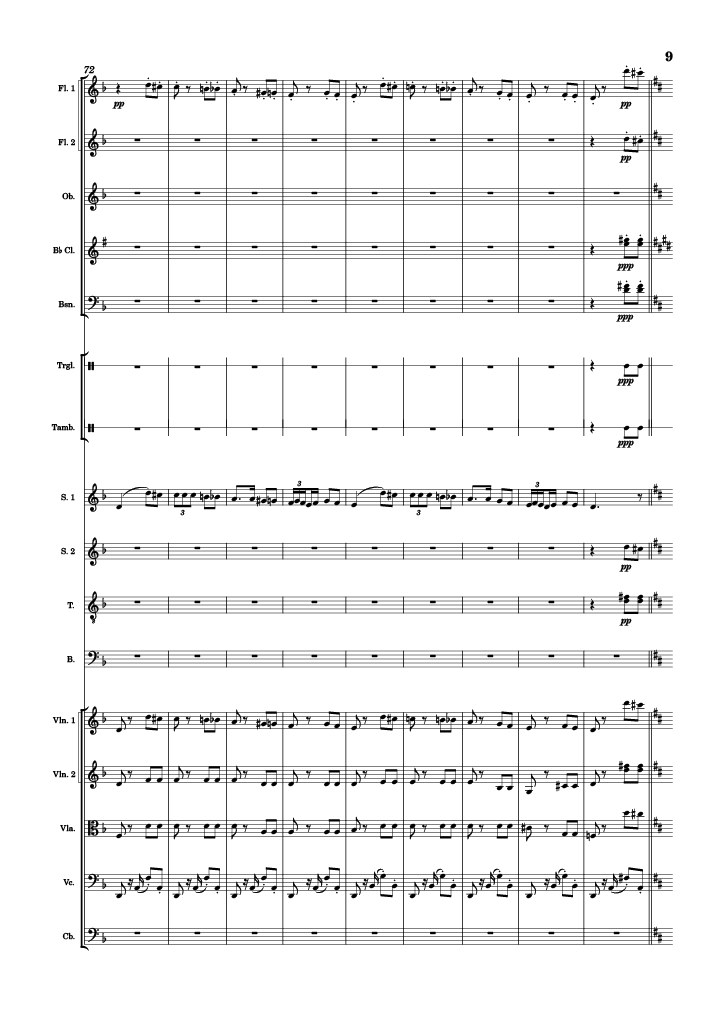 9
72
Fl. 1
pp
pp
Fl. 2
pp
Ob.
B♭ Cl.
ppp
Bsn.
ppp
Trgl.
ppp
Tamb.
ppp
S. 1
3
3
3
3
S. 2
pp
T.
8
pp
B.
Vln. 1
Vln. 2
Vla.
Vc.
Cb.